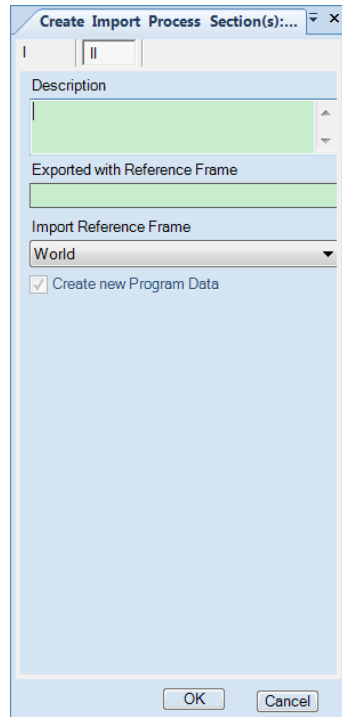 Create Import Process Section(s):...
I
II
Description
Exported with Reference Frame
Import Reference Frame
World
Create new Program Data
OK
Cancel